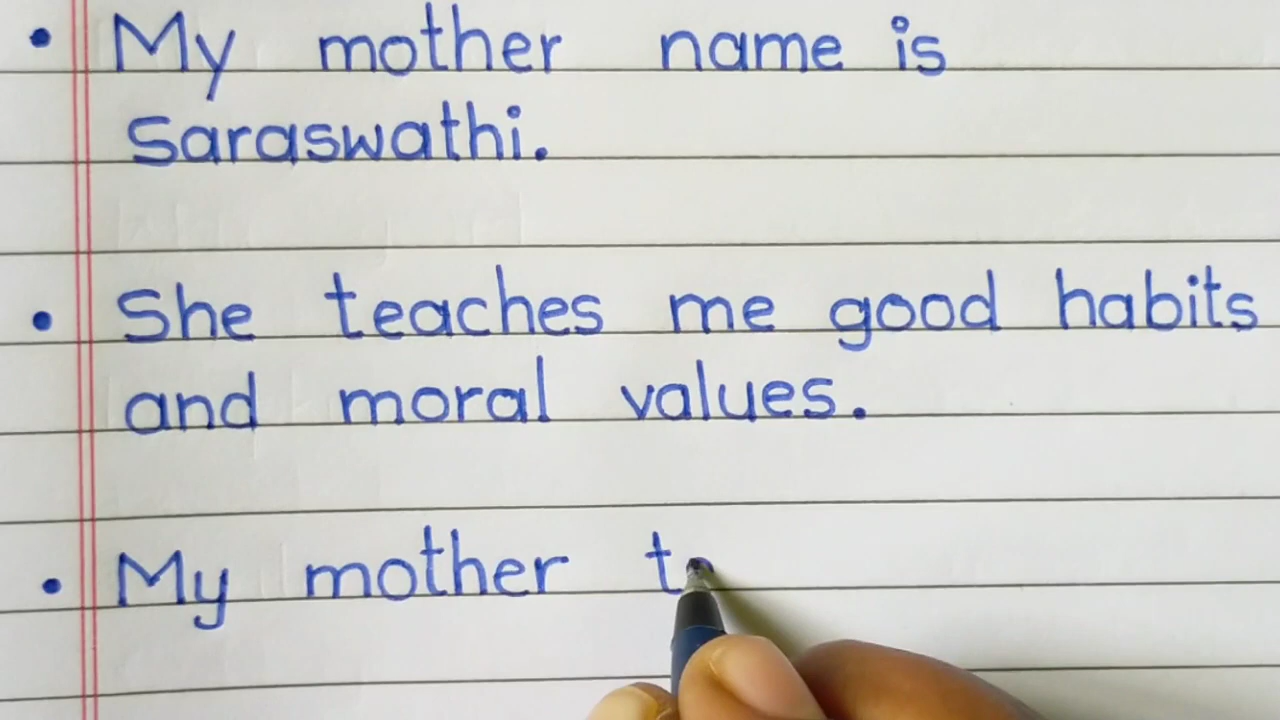 • My mother name is
Saraswathi.
• She teaches me good habits
and moral values.
• My mother